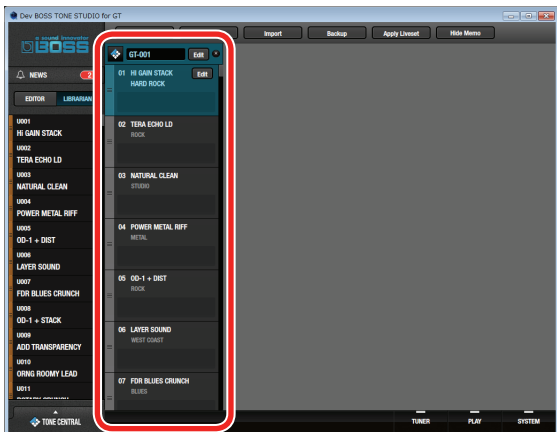 Dev BOSS TONE STUDIO for GT
a sound innovator
BOSS
Import
Backup
Apply Liveset
Hide Memo
NEWS
2
EDITOR
LIBRARIAN
U001
Hi GAIN STACK
U002
TERA ECHO LD
U003
NATURAL CLEAN
U004
POWER METAL RIFF
U005
OD-1 + DIST
U006
LAYER SOUND
U007
FDR BLUES CRUNCH
U008
OD-1 + STACK
U009
ADD TRANSPARENCY
U010
ORNG ROOMY LEAD
U011
GT-001
Edit
01 HI GAIN STACK
Edit
HARD ROCK
02 TERA ECHO LD
ROCK
03 NATURAL CLEAN
STUDIO
04 POWER METAL RIFF
METAL
05 OD-1 + DIST
ROCK
06 LAYER SOUND
WEST COAST
07 FDR BLUES CRUNCH
BLUES
TONE CENTRAL
TUNER
PLAY
SYSTEM